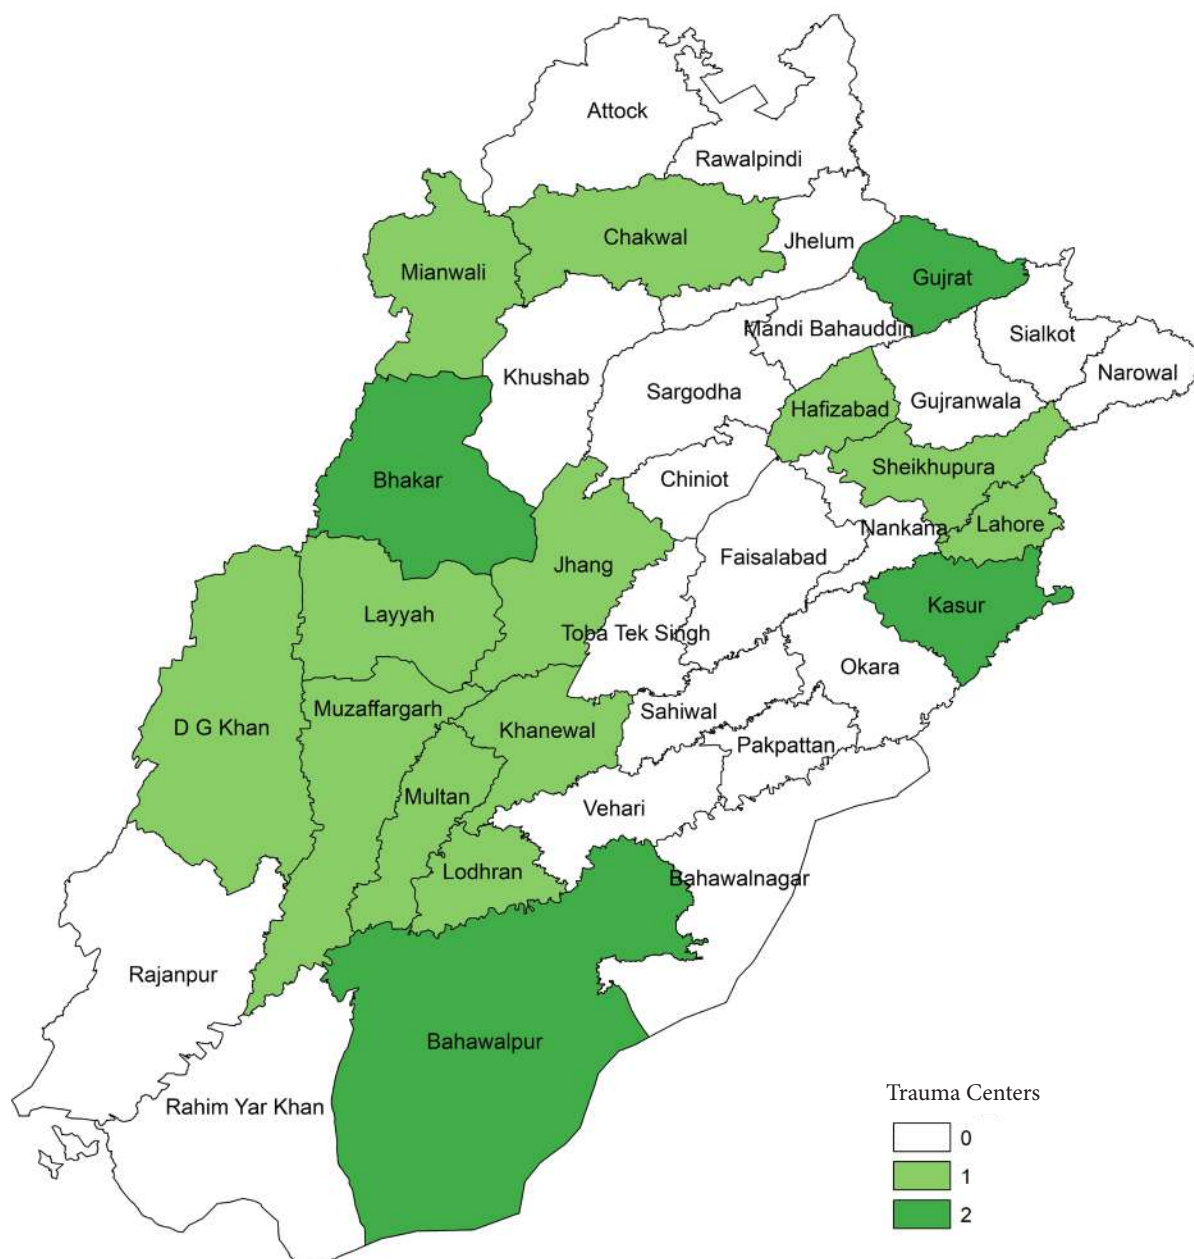 Attock
Rawalpindi
Chakwal
Jhelum
Mianwali
Gujrat
Mandi Bahauddin
Sialkot
Khushab
Narowal
Sargodha
Hafizabad
Gujranwala
Sheikhupura
Bhakar
Chiniot
Nankana
Lahore
Faisalabad
Jhang
Kasur
Layyah
Toba Tek Singh
Okara
Muzaffargarh
Sahiwal
D G Khan
Khanewal
Pakpattan
Multan
Vehari
Lodhran
Bahawalnagar
Rajanpur
Bahawalpur
Rahim Yar Khan
Trauma Centers
0
1
2